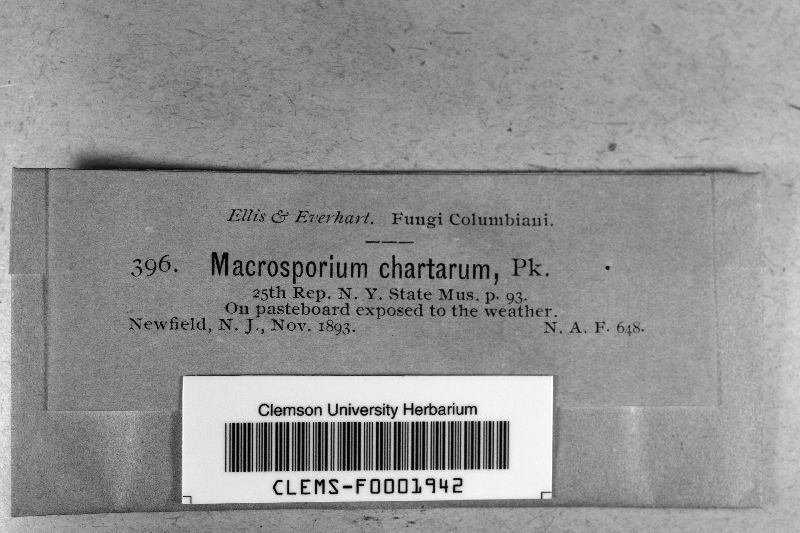 Ellis & Everhart. Fungi Columbiani.
396. Macrosporium chartarum, Pk.
25th Rep. N. Y. State Mus. p. 93.
On pasteboard exposed to the weather.
Newfield, N. J., Nov. 1893. N. A. F. 648.
Clemson University Herbarium
CLEMS-F0001942